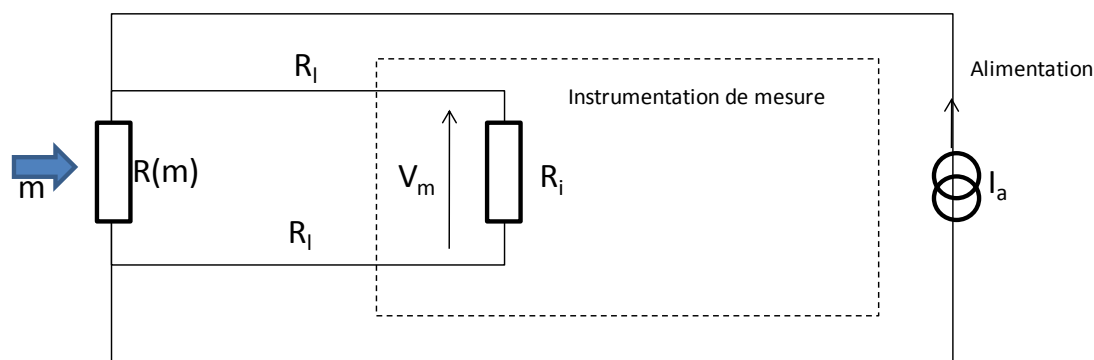 R_l
Alimentation
Instrumentation de mesure
m
R(m)
V_m
R_i
I_a
R_l